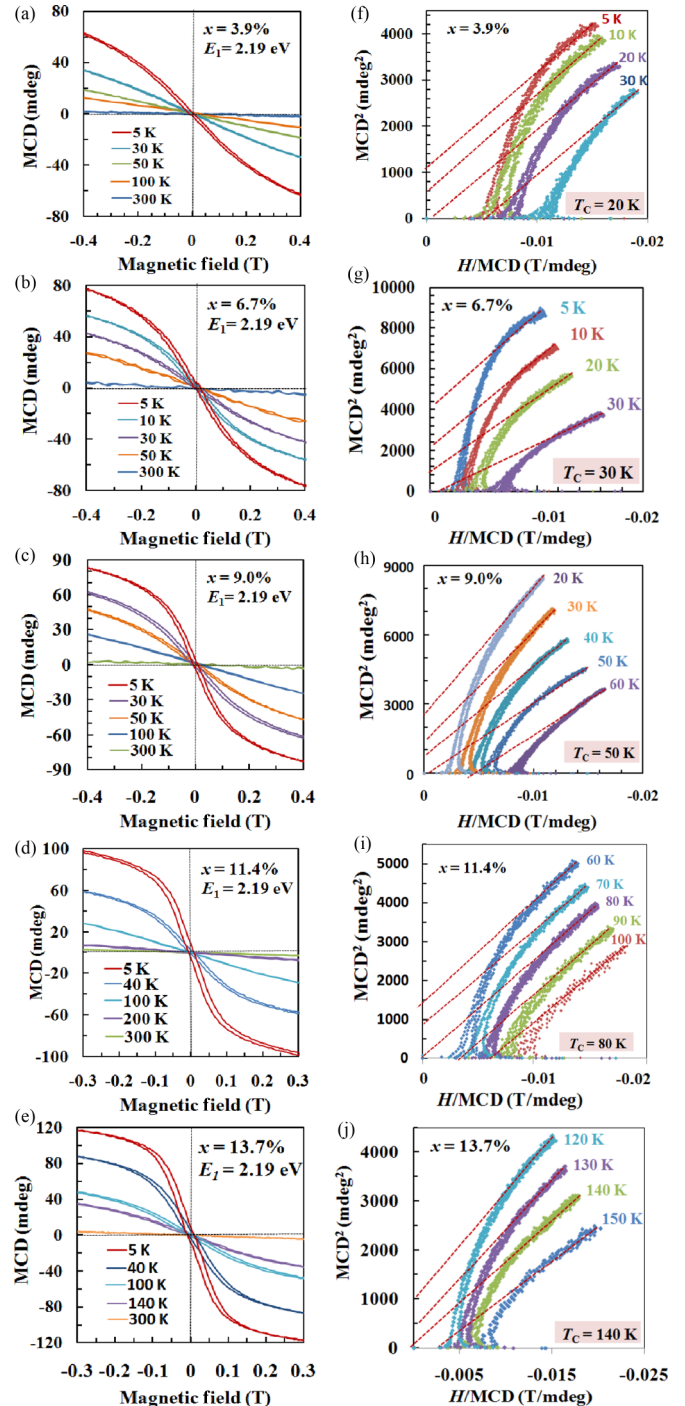 (a)
x = 3.9%
E₁ = 2.19 eV
MCD (mdeg)
80
40
0
-40
-80
5 K
30 K
50 K
100 K
300 K
-0.4 -0.2 0 0.2 0.4
Magnetic field (T)
(f)
x = 3.9%
MCD² (mdeg²)
4000
3000
2000
1000
0
5 K
10 K
20 K
30 K
T_C = 20 K
0 -0.01 -0.02
H/MCD (T/mdeg)
(b)
x = 6.7%
E₁ = 2.19 eV
MCD (mdeg)
80
40
0
-40
-80
5 K
10 K
30 K
50 K
300 K
-0.4 -0.2 0 0.2 0.4
Magnetic field (T)
(g)
x = 6.7%
MCD² (mdeg²)
10000
8000
6000
4000
2000
0
5 K
10 K
20 K
30 K
T_C = 30 K
0 -0.01 -0.02
H/MCD (T/mdeg)
(c)
x = 9.0%
E₁ = 2.19 eV
MCD (mdeg)
90
60
30
0
-30
-60
-90
5 K
30 K
50 K
100 K
300 K
-0.4 -0.2 0 0.2 0.4
Magnetic field (T)
(h)
x = 9.0%
MCD² (mdeg²)
9000
6000
3000
0
20 K
30 K
40 K
50 K
60 K
T_C = 50 K
0 -0.01 -0.02
H/MCD (T/mdeg)
(d)
x = 11.4%
E₁ = 2.19 eV
MCD (mdeg)
100
60
20
-20
-60
-100
5 K
40 K
100 K
200 K
300 K
-0.3 -0.2 -0.1 0 0.1 0.2 0.3
Magnetic field (T)
(i)
x = 11.4%
MCD² (mdeg²)
5000
4000
3000
2000
1000
0
60 K
70 K
80 K
90 K
100 K
T_C = 80 K
0 -0.01 -0.02
H/MCD (T/mdeg)
(e)
x = 13.7%
E₁ = 2.19 eV
MCD (mdeg)
120
80
40
0
-40
-80
-120
5 K
40 K
100 K
140 K
300 K
-0.3 -0.2 -0.1 0 0.1 0.2 0.3
Magnetic field (T)
(j)
x = 13.7%
MCD² (mdeg²)
4000
3000
2000
1000
0
120 K
130 K
140 K
150 K
T_C = 140 K
-0.005 -0.015 -0.025
H/MCD (T/mdeg)